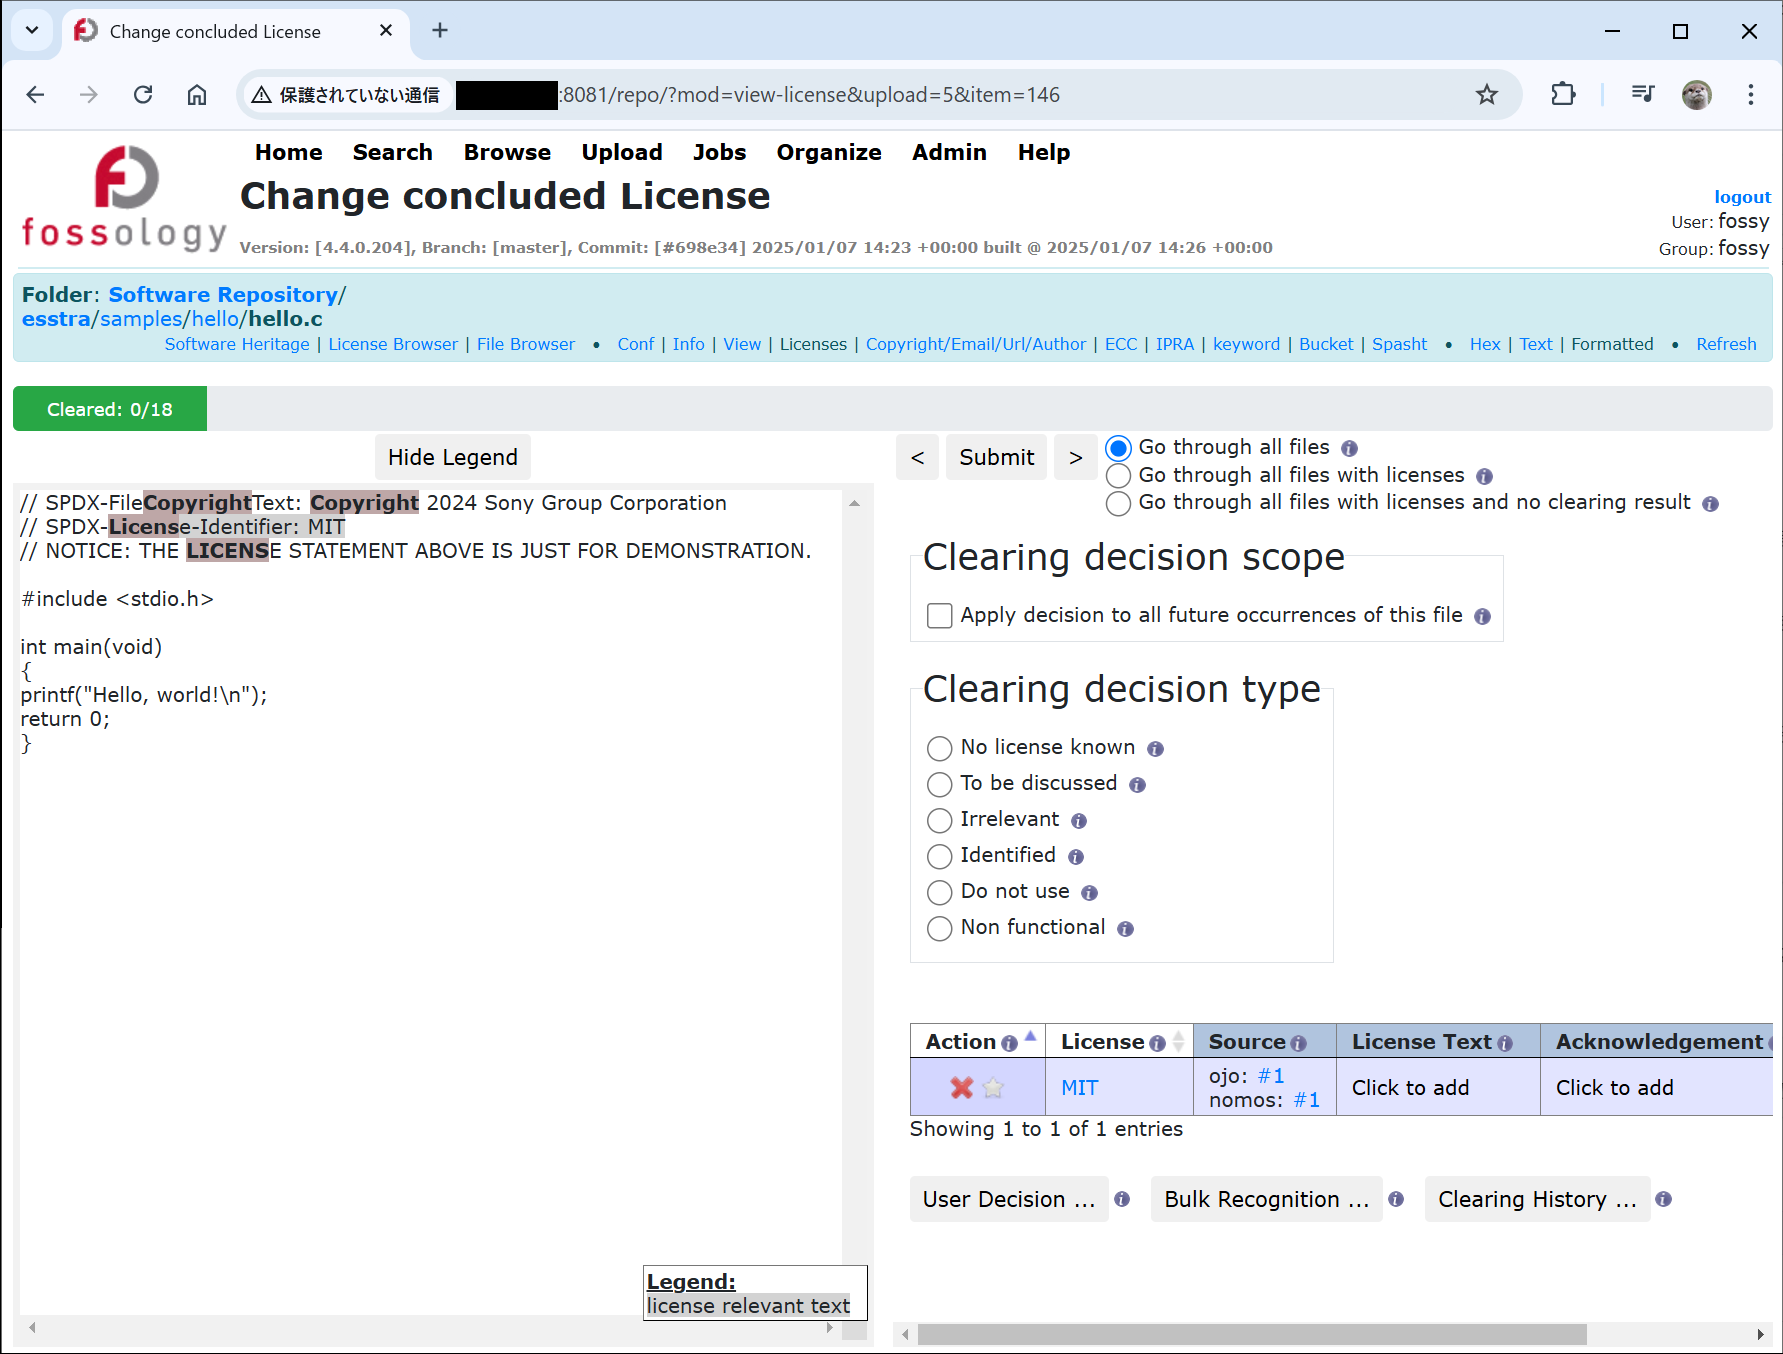 Change concluded License
保護されていない通信 :8081/repo/?mod=view-license&upload=5&item=146
Home Search Browse Upload Jobs Organize Admin Help
fossology
Change concluded License
Version: [4.4.0.204], Branch: [master], Commit: [#698e34] 2025/01/07 14:23 +00:00 built @ 2025/01/07 14:26 +00:00
logout
User: fossy
Group: fossy
Folder: Software Repository/
esstra/samples/hello/hello.c
Software Heritage | License Browser | File Browser • Conf | Info | View | Licenses | Copyright/Email/Url/Author | ECC | IPRA | keyword | Bucket | Spasht • Hex | Text | Formatted • Refresh
Cleared: 0/18
Hide Legend
// SPDX-FileCopyrightText: Copyright 2024 Sony Group Corporation
// SPDX-License-Identifier: MIT
// NOTICE: THE LICENSE STATEMENT ABOVE IS JUST FOR DEMONSTRATION.
#include <stdio.h>
int main(void)
{
printf("Hello, world!\n");
return 0;
}
Legend:
license relevant text
< Submit >
Go through all files
Go through all files with licenses
Go through all files with licenses and no clearing result
Clearing decision scope
Apply decision to all future occurrences of this file
Clearing decision type
No license known
To be discussed
Irrelevant
Identified
Do not use
Non functional
Action License Source License Text Acknowledgement
MIT ojo: #1 Click to add Click to add
nomos: #1
Showing 1 to 1 of 1 entries
User Decision ... Bulk Recognition ... Clearing History ...